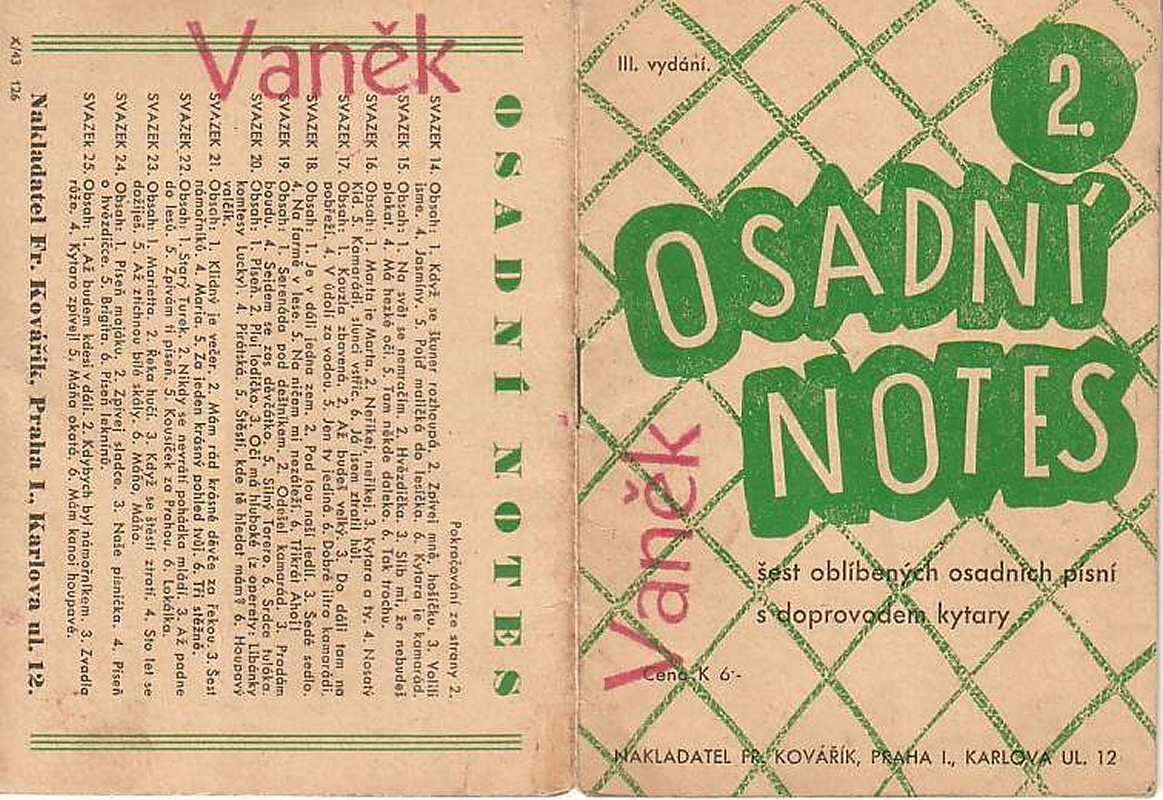 III. vydání.
2.
OSADNÍ
NOTES
šest oblíbených osadních písní
s doprovodem kytary
Cena K 6·-
NAKLADATEL FR. KOVÁŘÍK, PRAHA I., KARLOVA UL. 12
Vaněk
Vaněk
OSADNÍ NOTES
Pokračování ze strany 2.
SVAZEK 14. Obsah: 1. Když se škuner rozhoupá, 2. Zpívej mně, hošíčku. 3. Volili
jsme. 4. Jasmíny. 5. Pojď maličká do lesíčka. 6. Kytara je kamarád.
SVAZEK 15. Obsah: 1. Na svět se nemračím. 2. Hvězdička. 3. Slib mi, že nebudeš
plakat. 4. Má hezké oči. 5. Tam někde daleko. 6. Tak trochu.
SVAZEK 16. Obsah: 1. Marta je Marta. 2. Neříkej, neříkej. 3. Kytara a ty. 4. Nosatý
Kid. 5. Kamarádi, slunci vstříc. 6. Já jsem ztratil hůl.
SVAZEK 17. Obsah: 1. Kouzla zbavená. 2. Až budeš velký. 3. Do dáli tam na
pobřeží. 4. V údolí za vodou. 5. Jen ty jediná. 6. Dobré jitro kamarádi.
SVAZEK 18. Obsah: 1. Je v dáli jedna zem. 2. Pod tou naší jedlí. 3. Šedé sedlo.
4. Na farmě v lese. 5. Na ničem mi nezáleží. 6. Třikrát Ahoj!
SVAZEK 19. Obsah: 1. Serenáda pod deštníkem. 2. Odešel kamarád. 3. Prodám
boudu. 4. Sejdem se zas děvčátko. 5. Silný Torero. 6. Srdce tuláka.
SVAZEK 20. Obsah: 1. Píseň. 2. Pluj lodičko. 3. Oči má hluboké (z operety Líbánky
komtesy Lucky). 4. Pirátská. 5. Štěstí, kde tě hledat mám? 6. Houpavý
valčík.
SVAZEK 21. Obsah: 1. Klidný je večer. 2. Mám rád krásné děvče za řekou. 3. Šest
námořníků. 4. Maria. 5. Za jeden krásný pohled tvůj. 6. Tři stěžně.
SVAZEK 22. Obsah: 1. Starý Turek. 2. Nikdy se nevrátí pohádka mládí. 3. Až padne
do lesů. 5. Zpívám ti píseň. 5. Kousíček za Prahou. 6. Lokálka.
SVAZEK 23. Obsah: 1. Marietta. 2. Řeka hučí. 3. Když se štěstí ztratí. 4. Sto let se
dožiješ. 5. Až ztichnou bílé skály. 6. Máňo, Máňo.
SVAZEK 24. Obsah: 1. Píseň majáku. 2. Zpívej sladce. 3. Naše písnička. 4. Píseň
o hvězdičce. 5. Brigita. 6. Píseň leknínů.
SVAZEK 25. Obsah: 1. Až budem kdesi v dáli. 2. Kdybych byl námořníkem. 3. Zvadla
růže. 4. Kytaro zpívej! 5. Máňo okatá. 6. Mám kanoi houpavé.
Nakladatel Fr. Kovářík, Praha I., Karlova ul. 12.
X/43 126